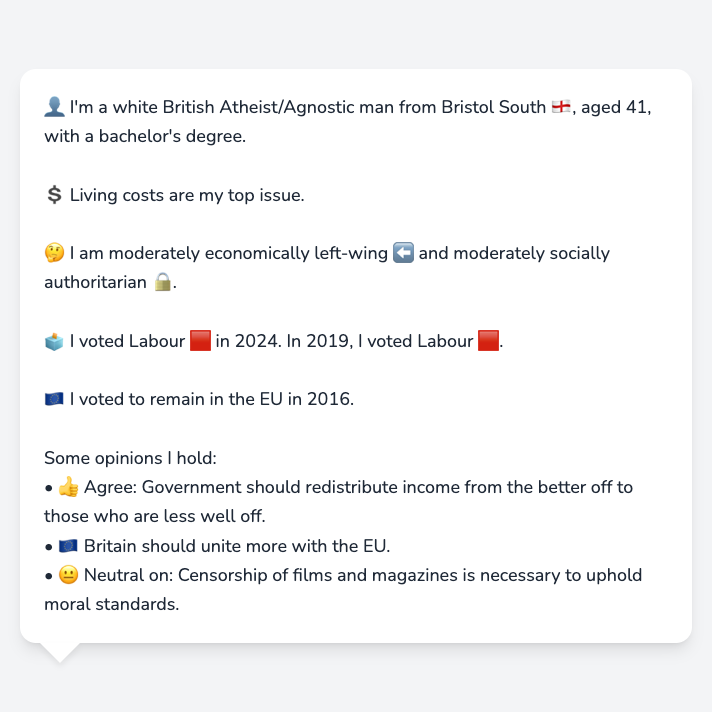 👤 I'm a white British Atheist/Agnostic man from Bristol South 🏴󠁧󠁢󠁥󠁮󠁧󠁿, aged 41,
with a bachelor's degree.
💲 Living costs are my top issue.
🤔 I am moderately economically left-wing ⬅️ and moderately socially
authoritarian 🔒.
🗳️ I voted Labour 🟥 in 2024. In 2019, I voted Labour 🟥.
🇪🇺 I voted to remain in the EU in 2016.
Some opinions I hold:
• 👍 Agree: Government should redistribute income from the better off to
those who are less well off.
• 🇪🇺 Britain should unite more with the EU.
• 😐 Neutral on: Censorship of films and magazines is necessary to uphold
moral standards.